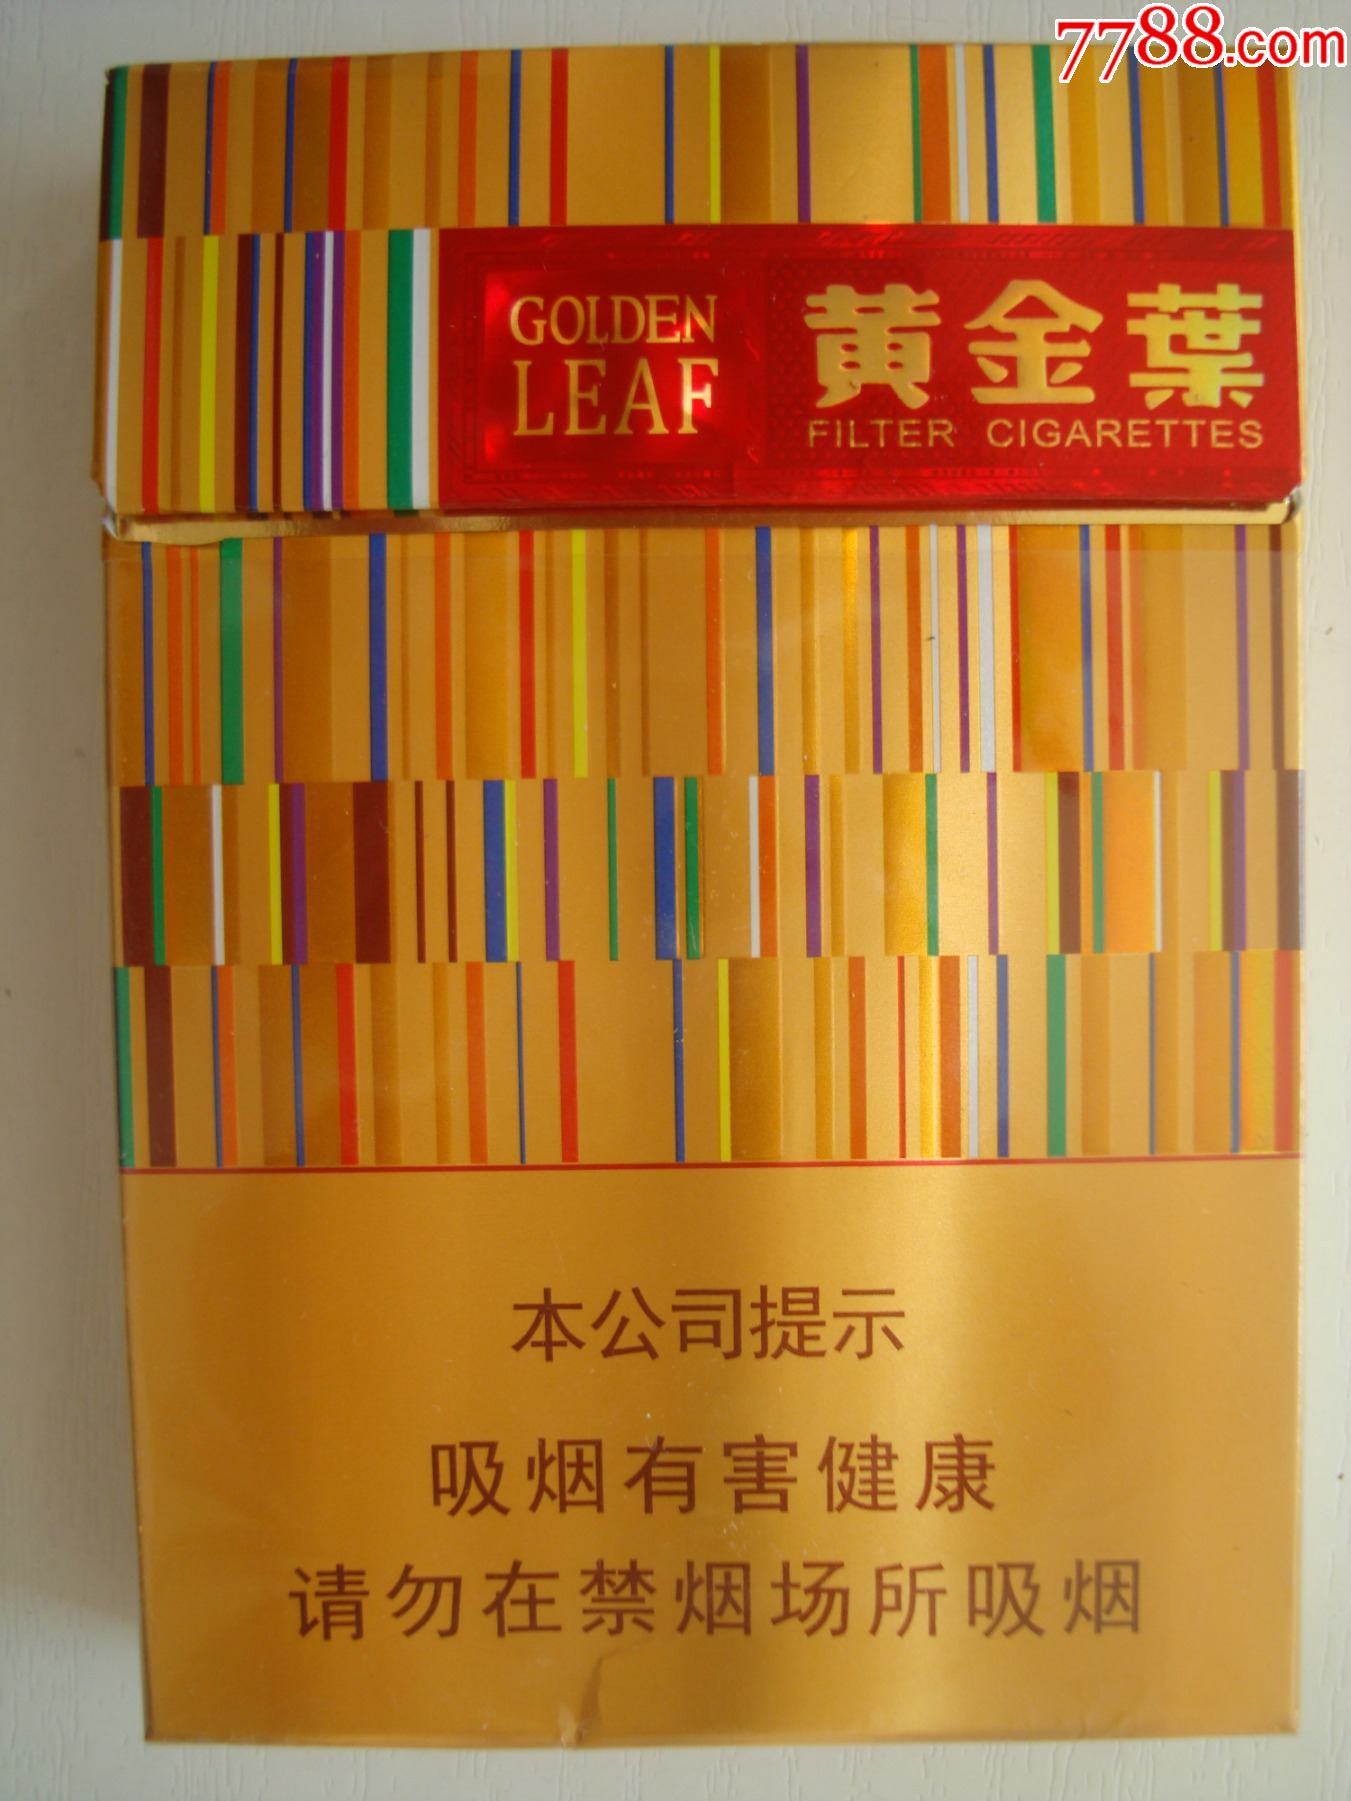 7788.com
GOLDEN
LEAF
黄金葉
FILTER CIGARETTES
本公司提示
吸烟有害健康
请勿在禁烟场所吸烟